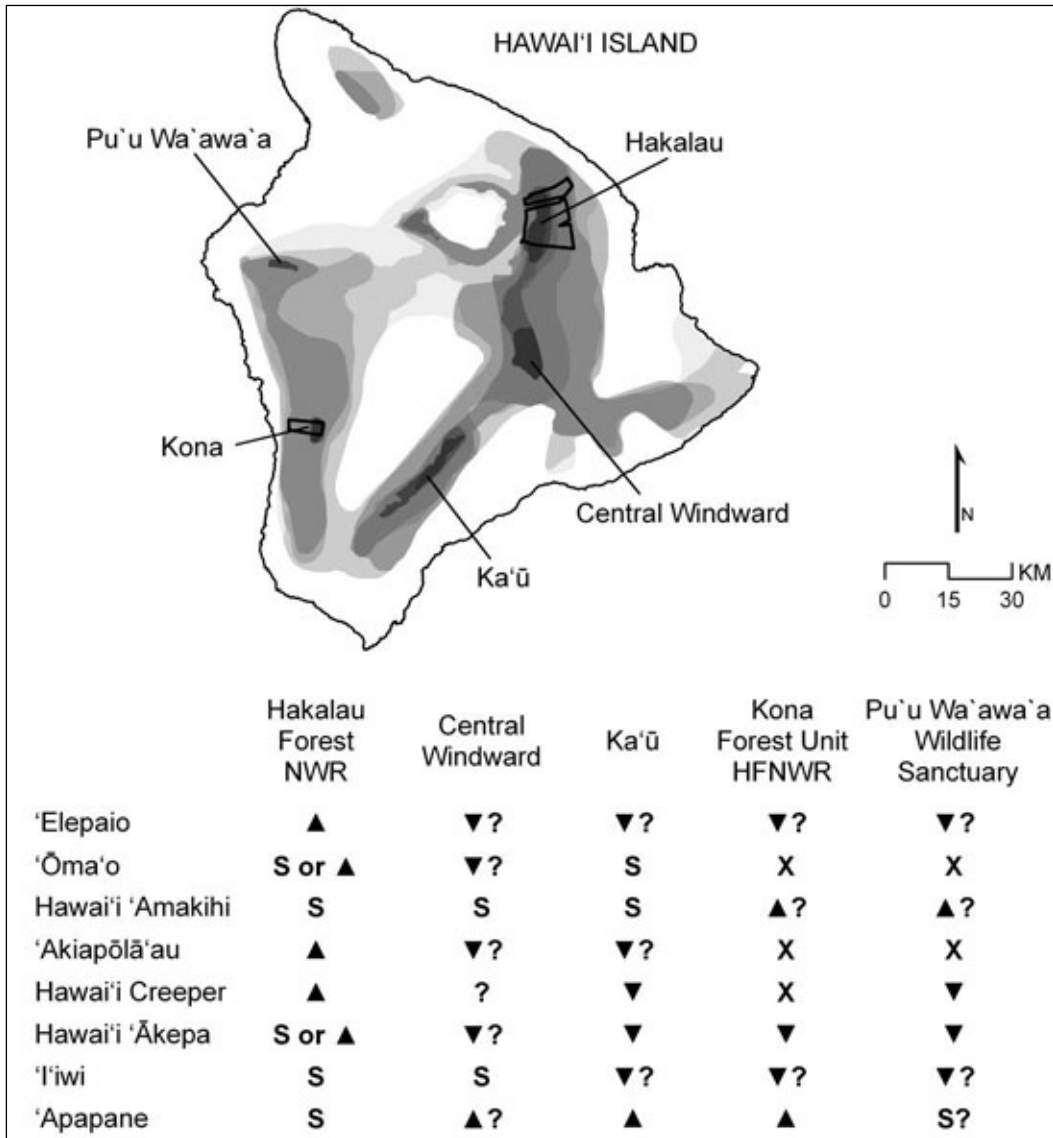 HAWAI‘I ISLAND
Pu`u Wa`awa`a
Hakalau
Kona
Central Windward
Ka‘ū
N
KM
0 15 30
Hakalau Forest NWR
Central Windward
Ka‘ū
Kona Forest Unit HFNWR
Pu`u Wa`awa`a Wildlife Sanctuary
‘Elepaio ▲ ▼? ▼? ▼? ▼?
‘Ōma‘o S or ▲ ▼? S X X
Hawai‘i ‘Amakihi S S S ▲? ▲?
‘Akiapōlā‘au ▲ ▼? ▼? X X
Hawai‘i Creeper ▲ ? ▼ X ▼
Hawai‘i ‘Ākepa S or ▲ ▼? ▼ ▼ ▼
‘I‘iwi S S ▼? ▼? ▼?
‘Apapane S ▲? ▲ ▲ S?